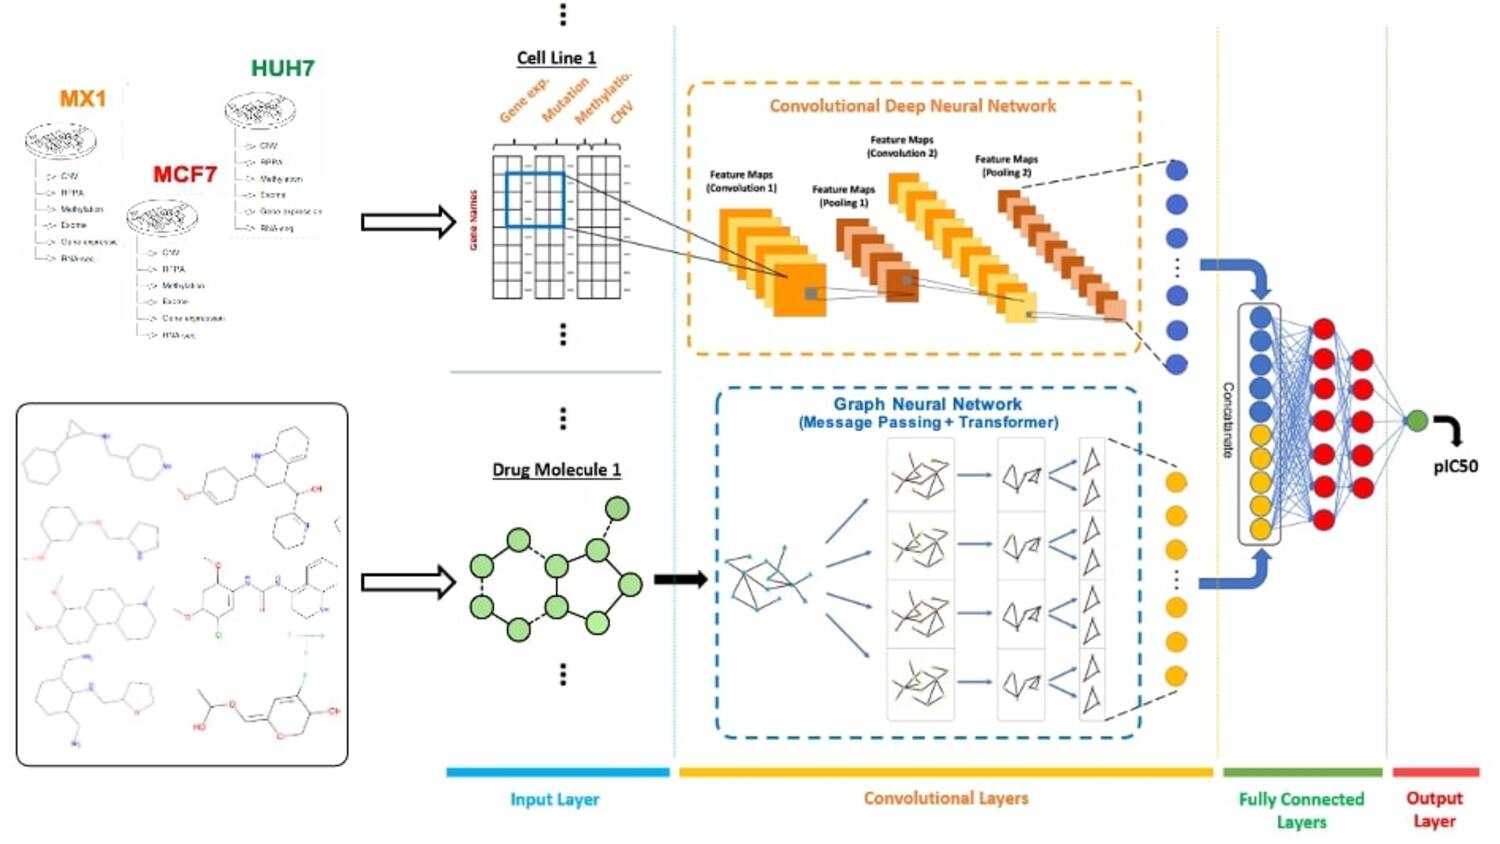 HUH7
MX1
MCF7
CNV
RPPA
Methylation
Exome
Gene expression
RNA-seq
CNV
RPPA
Methylation
Exome
Gene expressic
RNA-sec
CNV
RPPA
Methylation
Exome
Gene expression
RNA-sec
Cell Line 1
Gene exp.
Mutation
Methylatio.
CNV
Gene Names
Convolutional Deep Neural Network
Feature Maps
(Convolution 1)
Feature Maps
(Pooling 1)
Feature Maps
(Convolution 2)
Feature Maps
(Pooling 2)
Drug Molecule 1
Graph Neural Network
(Message Passing + Transformer)
Concatenate
pIC50
Input Layer
Convolutional Layers
Fully Connected
Layers
Output
Layer